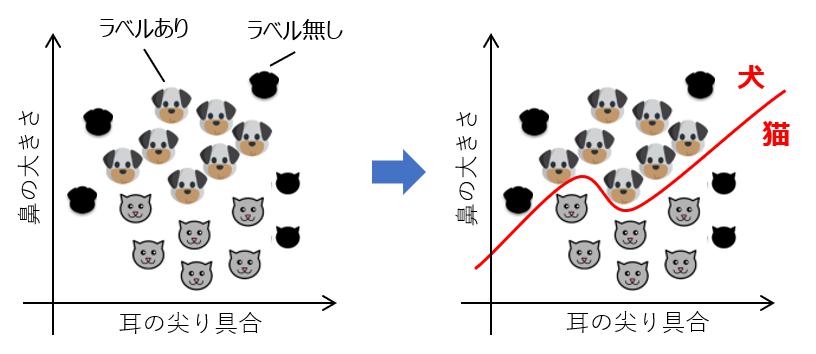 ラベルあり
ラベル無し
鼻の大きさ
耳の尖り具合
犬
猫
鼻の大きさ
耳の尖り具合